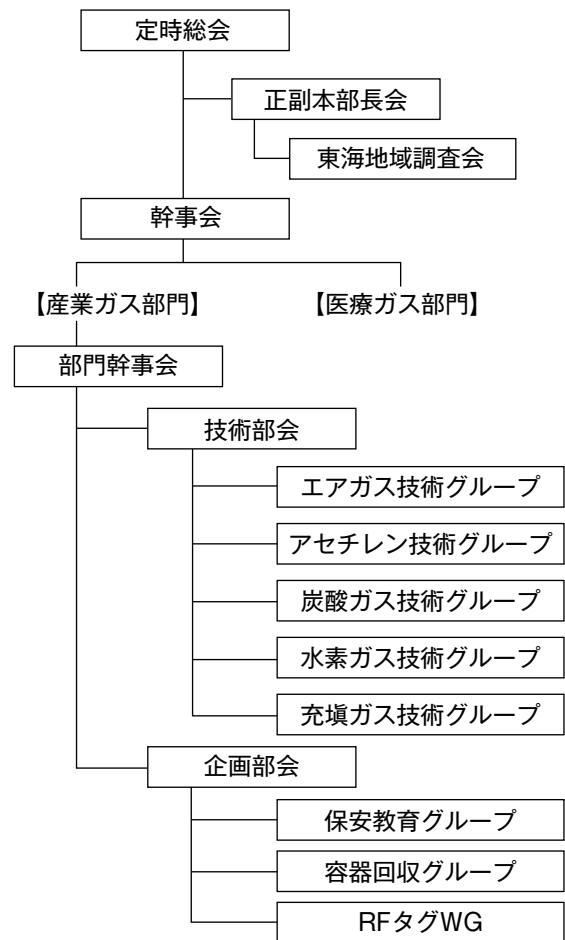 定時総会
正副本部長会
東海地域調査会
幹事会
【産業ガス部門】
【医療ガス部門】
部門幹事会
技術部会
エアガス技術グループ
アセチレン技術グループ
炭酸ガス技術グループ
水素ガス技術グループ
充塡ガス技術グループ
企画部会
保安教育グループ
容器回収グループ
RFタグWG